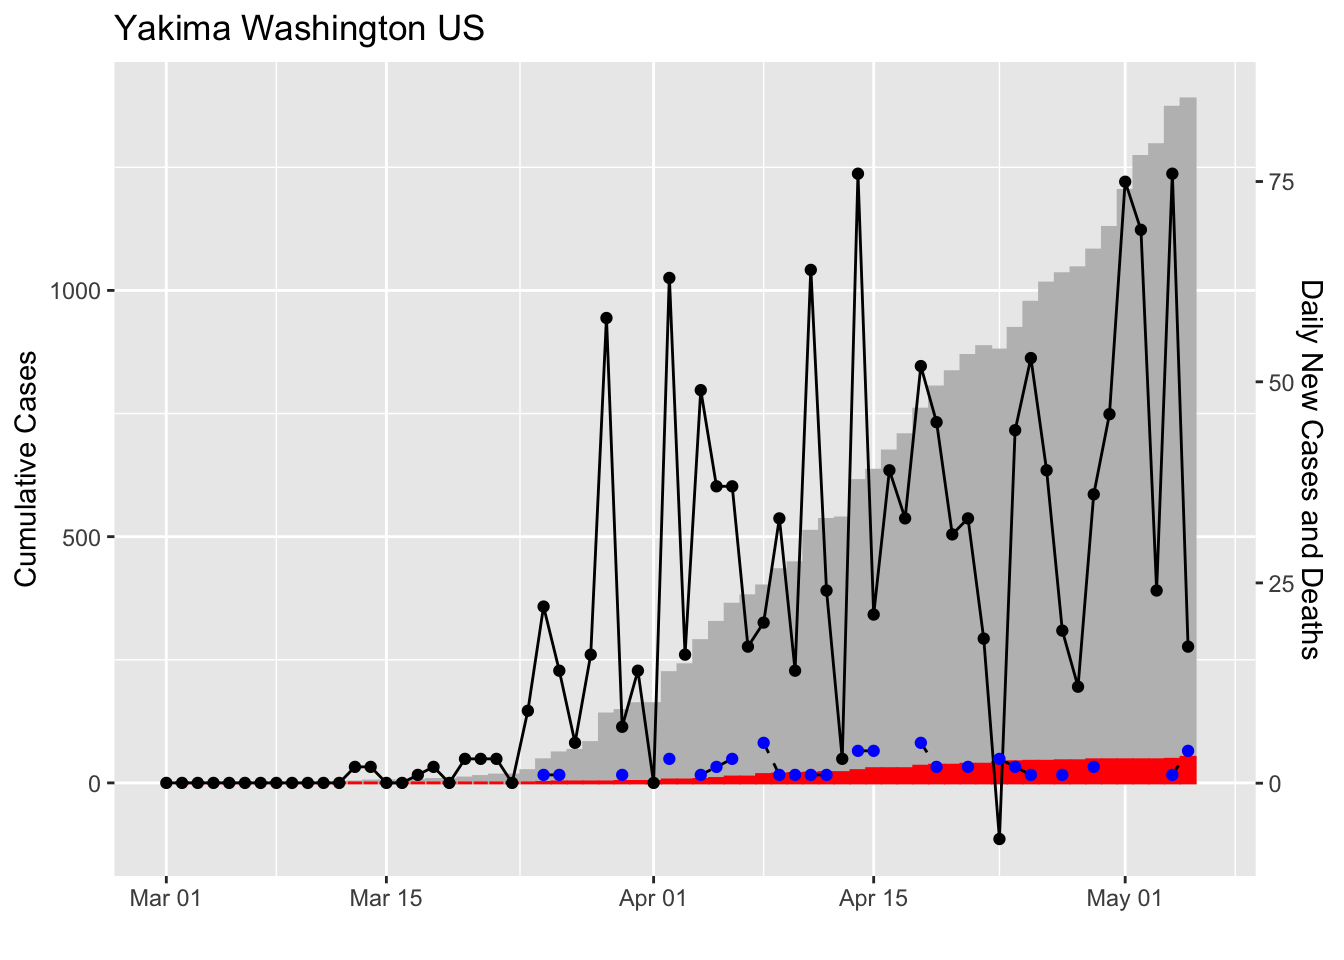 Yakima Washington US
Cumulative Cases
1000
500
0
75
50
25
0
Daily New Cases and Deaths
Mar 01
Mar 15
Apr 01
Apr 15
May 01